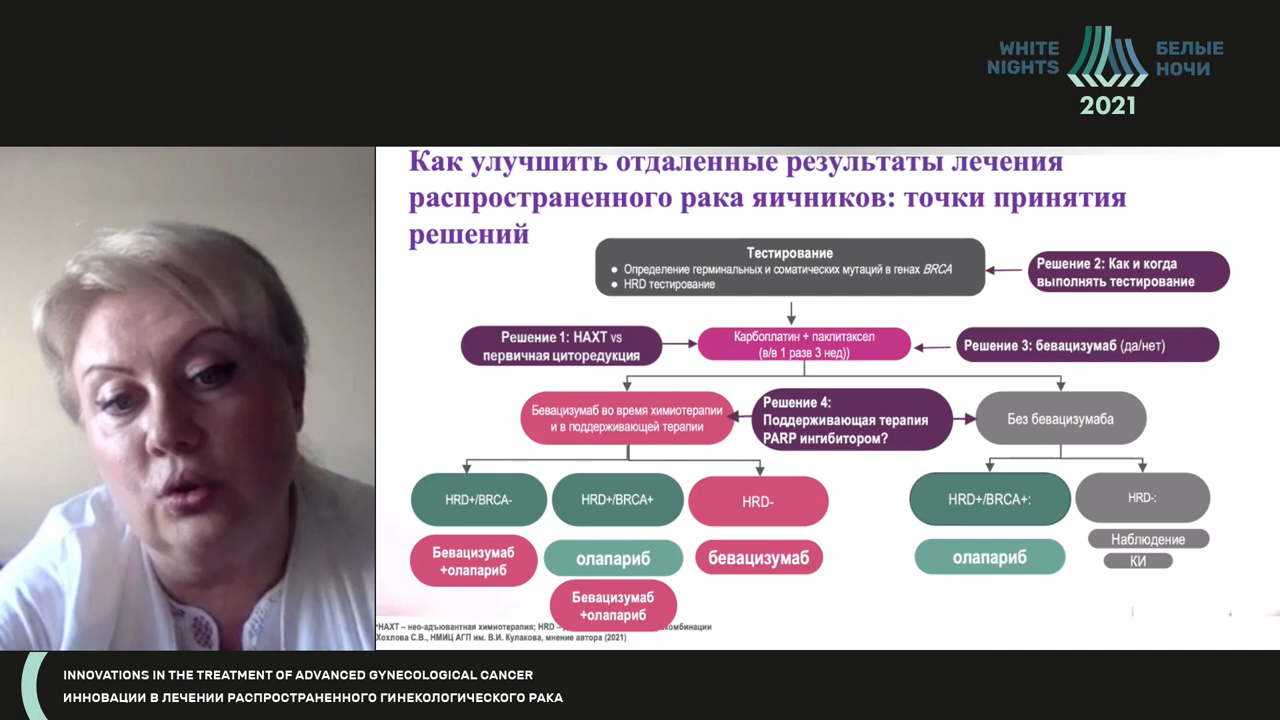 WHITE
NIGHTS
БЕЛЫЕ
НОЧИ
2021
Как улучшить отдаленные результаты лечения
распространенного рака яичников: точки принятия
решений
Тестирование
● Определение герминальных и соматических мутаций в генах BRCA
● HRD тестирование
Решение 2: Как и когда
выполнять тестирование
Решение 1: НАХТ vs
первичная циторедукция
Карбоплатин + паклитаксел
(в/в 1 разв 3 нед))
Решение 3: бевацизумаб (да/нет)
Бевацизумаб во время химиотерапии
и в поддерживающей терапии
Решение 4:
Поддерживающая терапия
PARP ингибитором?
Без бевацизумаба
HRD+/BRCA-
HRD+/BRCA+
HRD-
HRD+/BRCA+:
HRD-:
Бевацизумаб
+олапариб
олапариб
Бевацизумаб
+олапариб
бевацизумаб
олапариб
Наблюдение
КИ
*НАХТ – нео-адъювантная химиотерапия; HRD – комбинации
Хохлова С.В., НМИЦ АГП им. В.И. Кулакова, мнение автора (2021)
INNOVATIONS IN THE TREATMENT OF ADVANCED GYNECOLOGICAL CANCER
ИННОВАЦИИ В ЛЕЧЕНИИ РАСПРОСТРАНЕННОГО ГИНЕКОЛОГИЧЕСКОГО РАКА